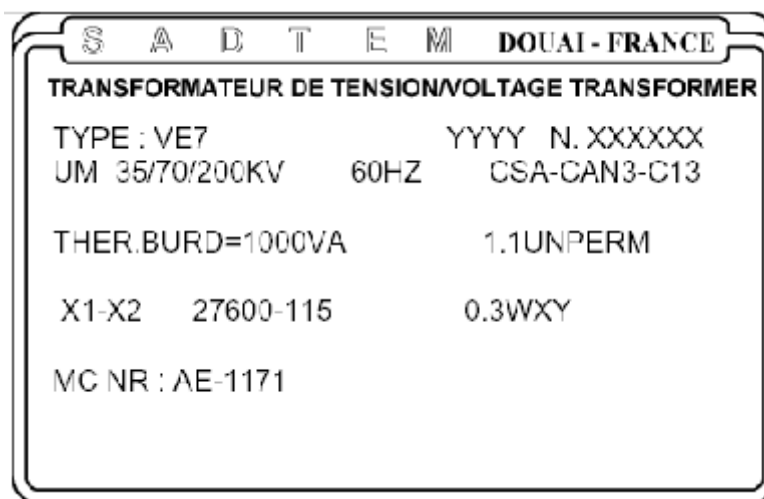 SADTEM DOUAI - FRANCE
TRANSFORMATEUR DE TENSION/VOLTAGE TRANSFORMER
TYPE : VE7 YYYY N. XXXXXX
UM 35/70/200KV 60HZ CSA-CAN3-C13
THER.BURD=1000VA 1.1UNPERM
X1-X2 27600-115 0.3WXY
MC NR : AE-1171